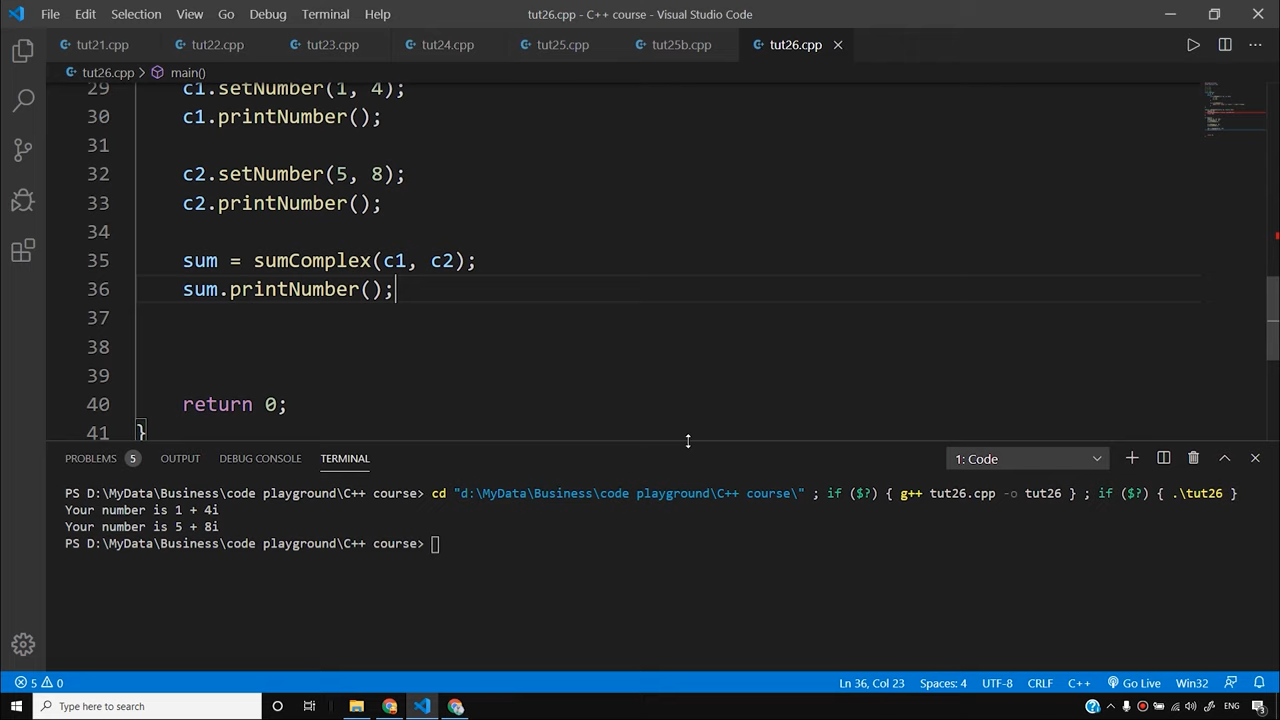 File Edit Selection View Go Debug Terminal Help tut26.cpp - C++ course - Visual Studio Code
tut21.cpp tut22.cpp tut23.cpp tut24.cpp tut25.cpp tut25b.cpp tut26.cpp
tut26.cpp > main()
29 c1.setNumber(1, 4);
30 c1.printNumber();
31
32 c2.setNumber(5, 8);
33 c2.printNumber();
34
35 sum = sumComplex(c1, c2);
36 sum.printNumber();
37
38
39
40 return 0;
41 }
PROBLEMS 5 OUTPUT DEBUG CONSOLE TERMINAL 1: Code
PS D:\MyData\Business\code playground\C++ course> cd "d:\MyData\Business\code playground\C++ course\" ; if ($?) { g++ tut26.cpp -o tut26 } ; if ($?) { .\tut26 }
Your number is 1 + 4i
Your number is 5 + 8i
PS D:\MyData\Business\code playground\C++ course>
5 0 Ln 36, Col 23 Spaces: 4 UTF-8 CRLF C++ Go Live Win32
Type here to search ENG 3